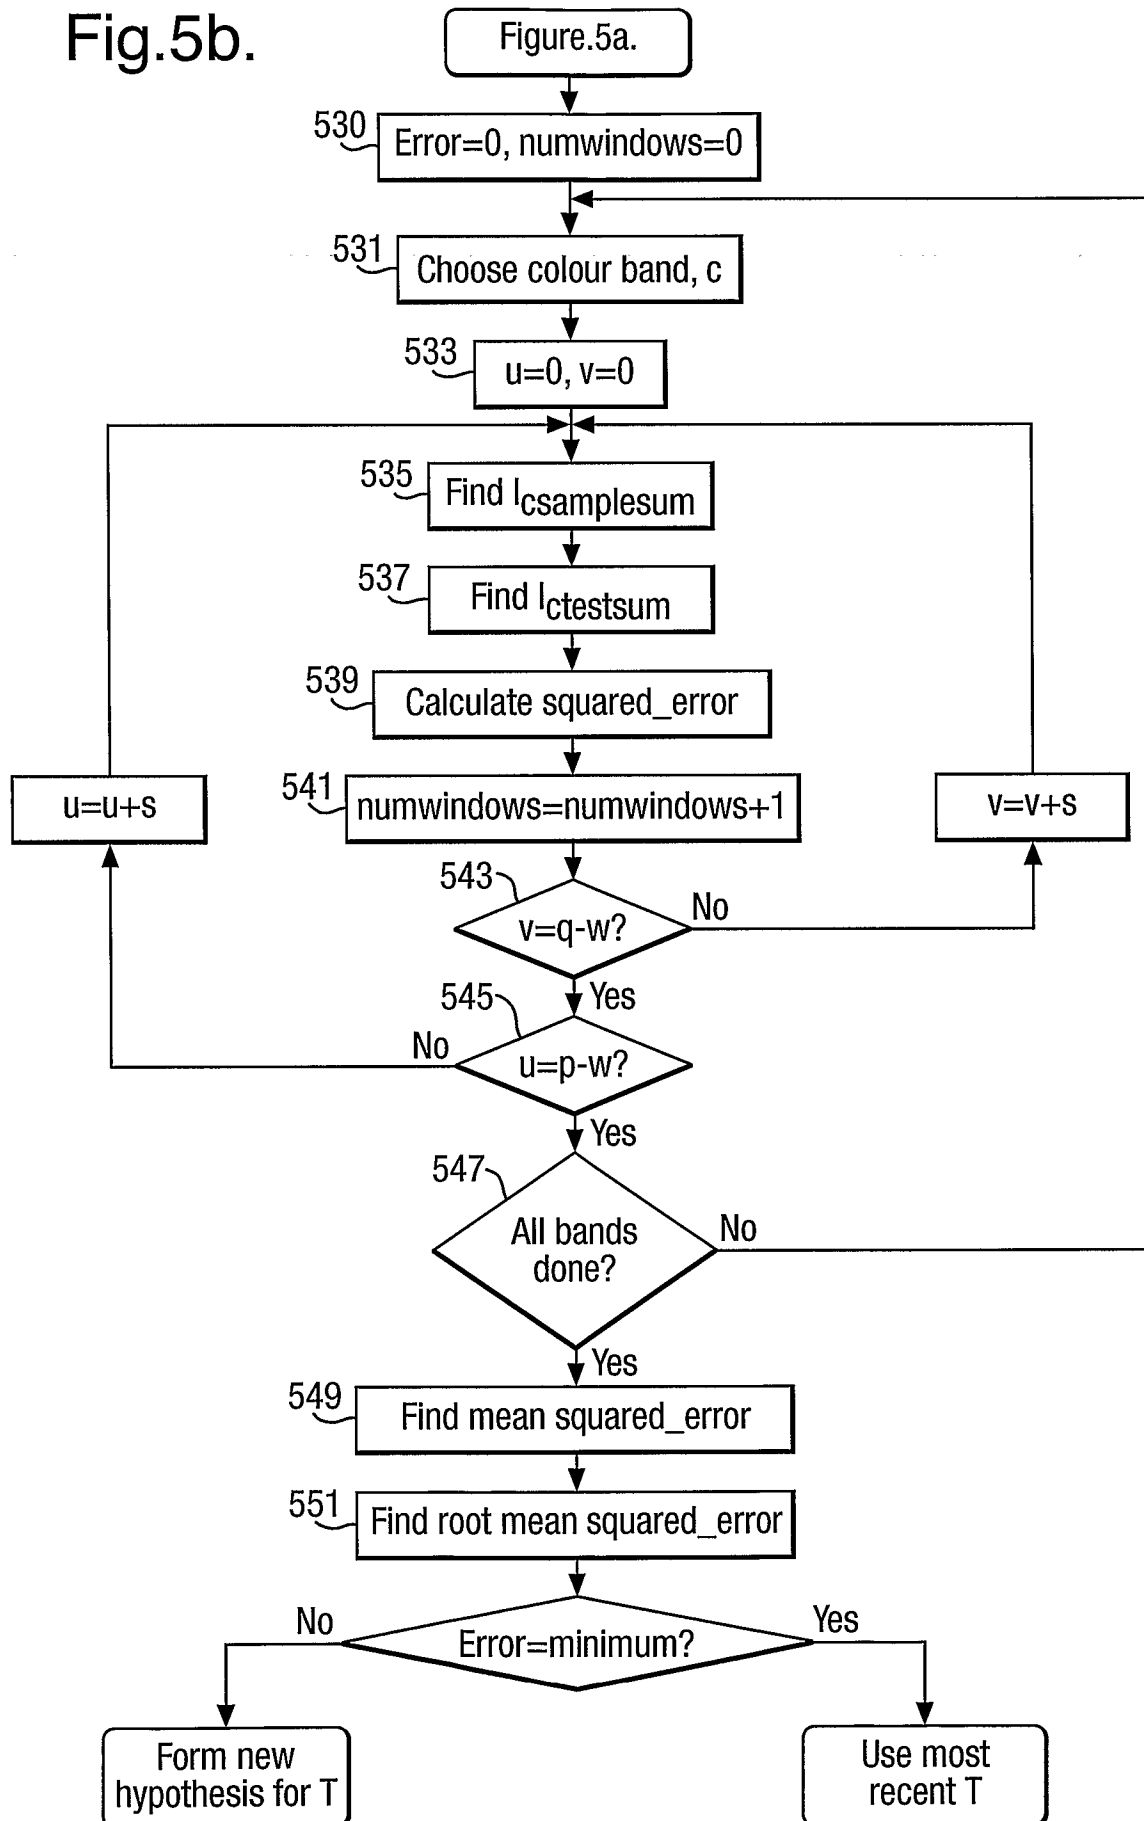 Fig.5b.
Figure.5a.
530
Error=0, numwindows=0
531
Choose colour band, c
533
u=0, v=0
535
Find Icsamplesum
537
Find Ictestsum
539
Calculate squared_error
541
numwindows=numwindows+1
u=u+s
v=v+s
543
v=q-w?
No
Yes
545
u=p-w?
No
Yes
547
All bands
done?
No
Yes
549
Find mean squared_error
551
Find root mean squared_error
No
Error=minimum?
Yes
Form new
hypothesis for T
Use most
recent T